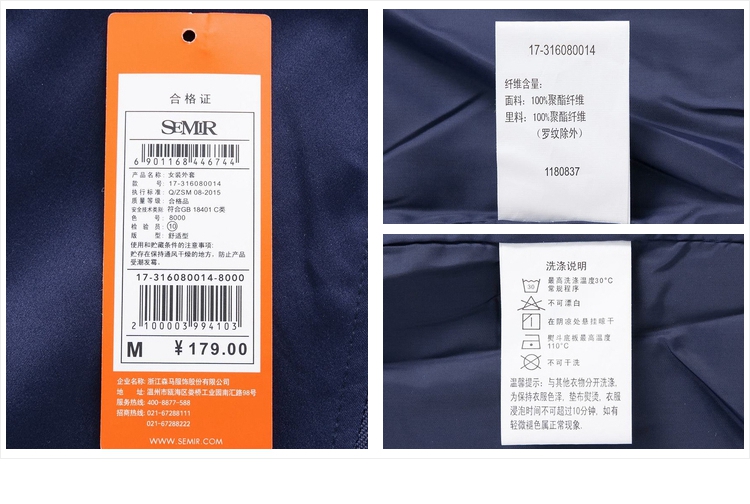 合格证
SEMIR
6 901168 446744
产品名称: 女装外套
款 号: 17-316080014
执行标准: Q/ZSM 08-2015
质量等级: 合格品
安全技术类别: 符合GB 18401 C类
色 号: 8000
检 验 员: 10
版 型: 舒适型
使用和贮藏条件的注意事项:
贮存在保持通风干燥的地方, 防止产品
受潮发霉。
17-316080014-8000
2 100003 994103
M ¥179.00
企业名称: 浙江森马服饰股份有限公司
地 址: 温州市瓯海区娄桥工业园南汇路98号
服务热线: 400-8877-588
招商热线: 021-67288111
021-67288222
WWW.SEMIR.COM
17-316080014
纤维含量:
面料: 100%聚酯纤维
里料: 100%聚酯纤维
(罗纹除外)
1180837
洗涤说明
30
最高洗涤温度30°C
常规程序
不可漂白
在阴凉处悬挂晾干
熨斗底板最高温度
110°C
不可干洗
温馨提示: 与其他衣物分开洗涤,
为保持衣服色泽, 垫布熨烫, 衣服
浸泡时间不可超过10分钟, 如有
轻微褪色属正常现象.